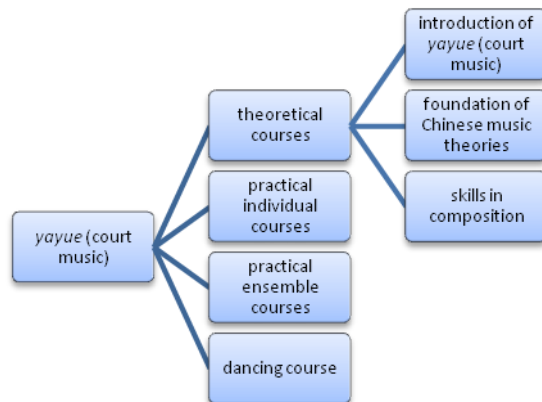 yayue (court
music)
theoretical
courses
practical
individual
courses
practical
ensemble
courses
dancing course
introduction of
yayue (court
music)
foundation of
Chinese music
theories
skills in
composition